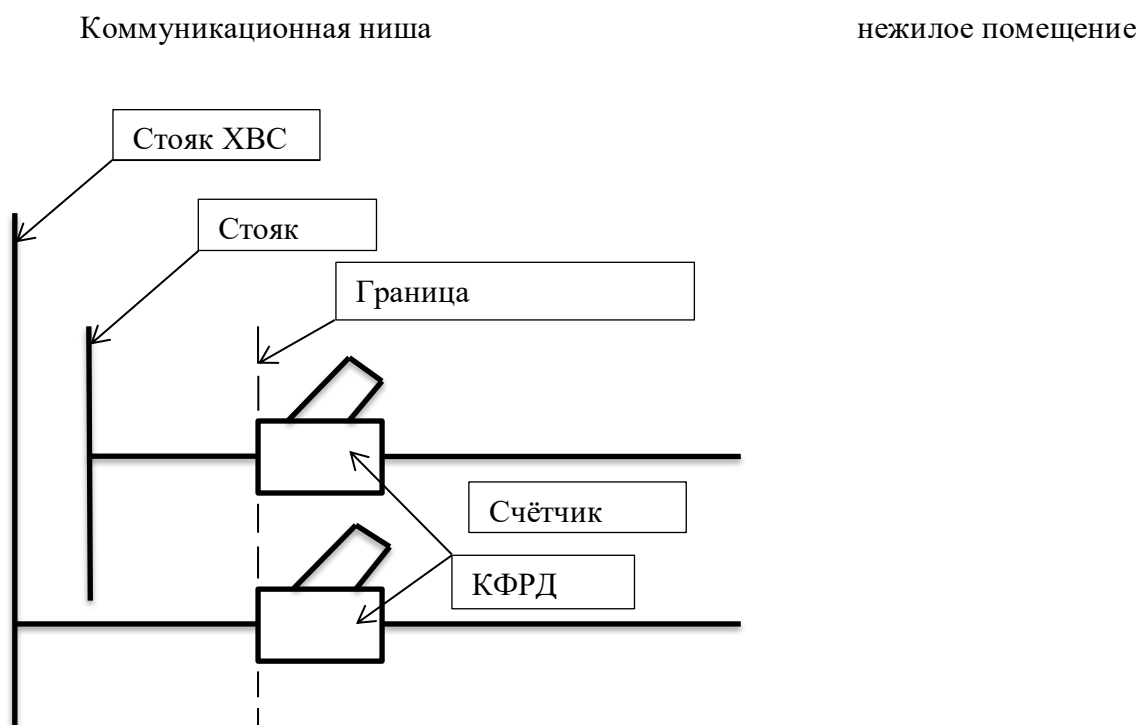 Коммуникационная ниша нежилое помещение
Стояк ХВС
Стояк
Граница
Счётчик
КФРД